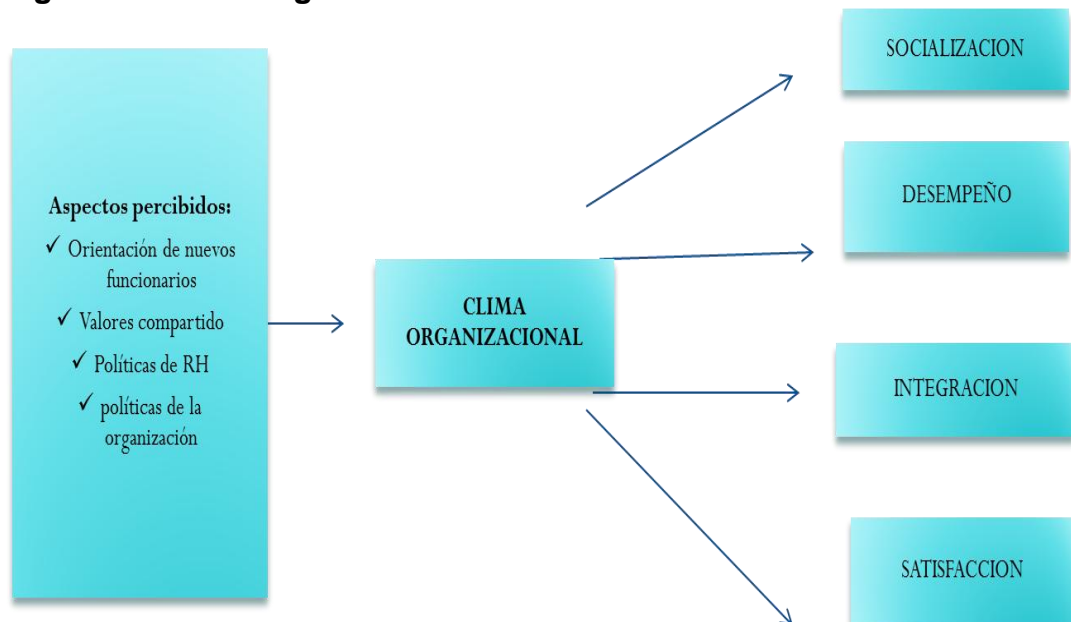 Aspectos percibidos:
✓ Orientación de nuevos
funcionarios
✓ Valores compartido
✓ Políticas de RH
✓ políticas de la
organización
CLIMA
ORGANIZACIONAL
SOCIALIZACION
DESEMPEÑO
INTEGRACION
SATISFACCION